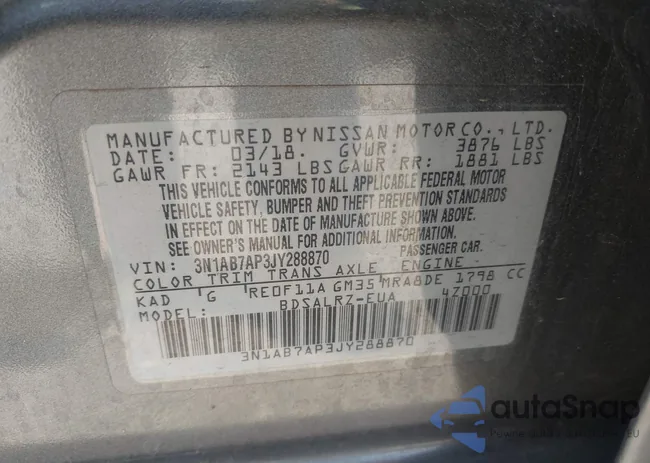 MANUFACTURED BY NISSAN MOTOR CO., LTD.
DATE: 03/18. GVWR: 3876 LBS
GAWR FR: 2143 LBS GAWR RR: 1881 LBS
THIS VEHICLE CONFORMS TO ALL APPLICABLE FEDERAL MOTOR
VEHICLE SAFETY, BUMPER AND THEFT PREVENTION STANDARDS
IN EFFECT ON THE DATE OF MANUFACTURE SHOWN ABOVE.
SEE OWNER'S MANUAL FOR ADDITIONAL INFORMATION.
VIN: 3N1AB7AP3JY288870 PASSENGER CAR.
COLOR TRIM TRANS AXLE ENGINE
KAD G RE0F11A GM35 MRA8DE 1798 CC
MODEL: BDSALRZ-EUA 4Z000
3N1AB7AP3JY288870
autoSnap